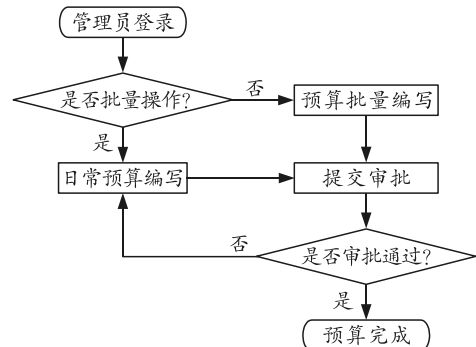 管理员登录
是否批量操作?
否
预算批量编写
是
日常预算编写
提交审批
否
是否审批通过?
是
预算完成